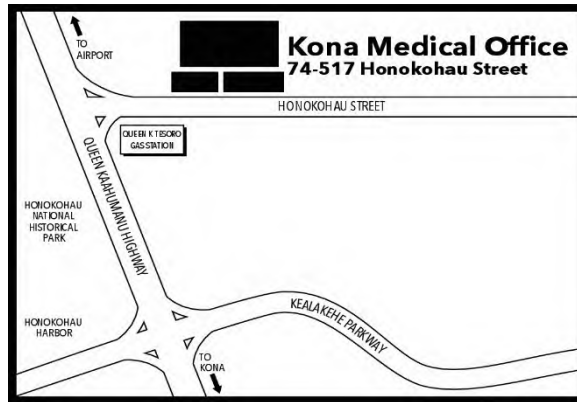 TO
AIRPORT
Kona Medical Office
74-517 Honokohau Street
HONOKOHAU STREET
QUEEN K TESORO
GAS STATION
QUEEN KAAHUMANU HIGHWAY
HONOKOHAU
NATIONAL
HISTORICAL
PARK
HONOKOHAU
HARBOR
KEALAKEHE PARKWAY
TO
KONA